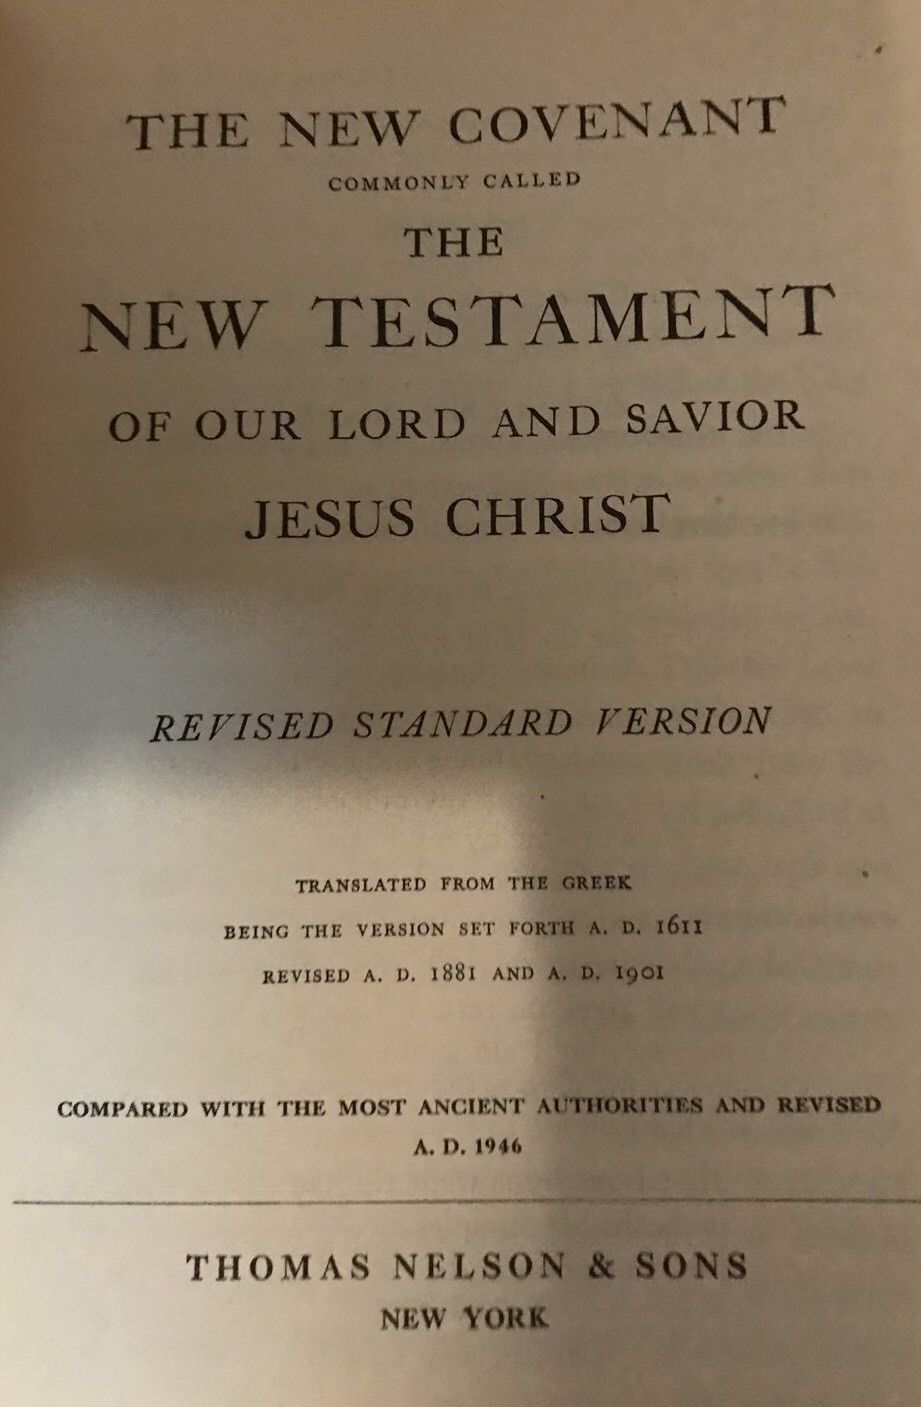 THE NEW COVENANT
COMMONLY CALLED
THE
NEW TESTAMENT
OF OUR LORD AND SAVIOR
JESUS CHRIST
REVISED STANDARD VERSION
TRANSLATED FROM THE GREEK
BEING THE VERSION SET FORTH A. D. 1611
REVISED A. D. 1881 AND A. D. 1901
COMPARED WITH THE MOST ANCIENT AUTHORITIES AND REVISED
A. D. 1946
THOMAS NELSON & SONS
NEW YORK